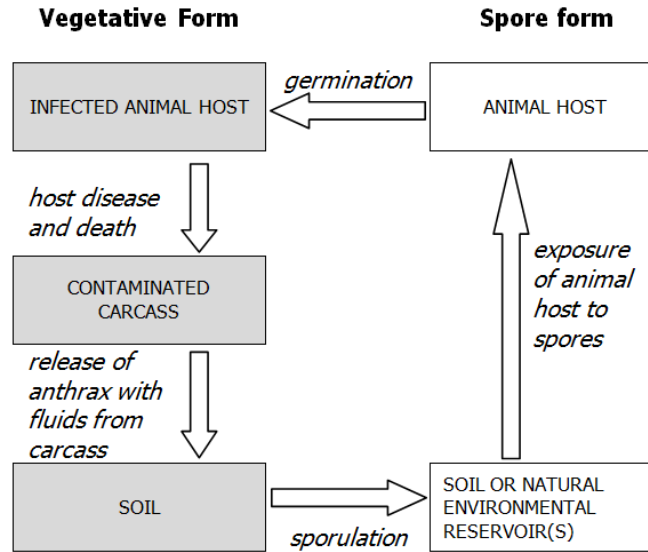 Vegetative Form
Spore form
INFECTED ANIMAL HOST
germination
ANIMAL HOST
host disease
and death
CONTAMINATED
CARCASS
exposure
of animal
host to
spores
release of
anthrax with
fluids from
carcass
SOIL
sporulation
SOIL OR NATURAL
ENVIRONMENTAL
RESERVOIR(S)